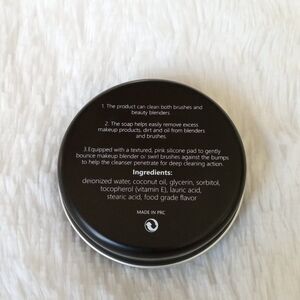 1. The product can clean both brushes and
beauty blenders
2. The soap helps easily remove excess
makeup products, dirt and oil from blenders
and brushes.
3.Equipped with a textured, pink silicone pad to gently
bounce makeup blender or swirl brushes against the bumps
to help the cleanser penetrate for deep cleaning action.
Ingredients:
deionized water, coconut oil, glycerin, sorbitol,
tocopherol (vitamin E), lauric acid,
stearic acid, food grade flavor
MADE IN PRC